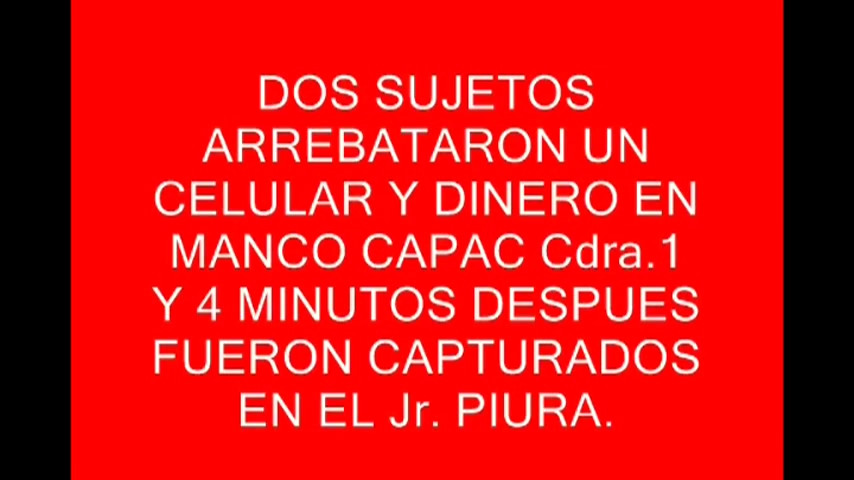 DOS SUJETOS
ARREBATARON UN
CELULAR Y DINERO EN
MANCO CAPAC Cdra.1
Y 4 MINUTOS DESPUES
FUERON CAPTURADOS
EN EL Jr. PIURA.